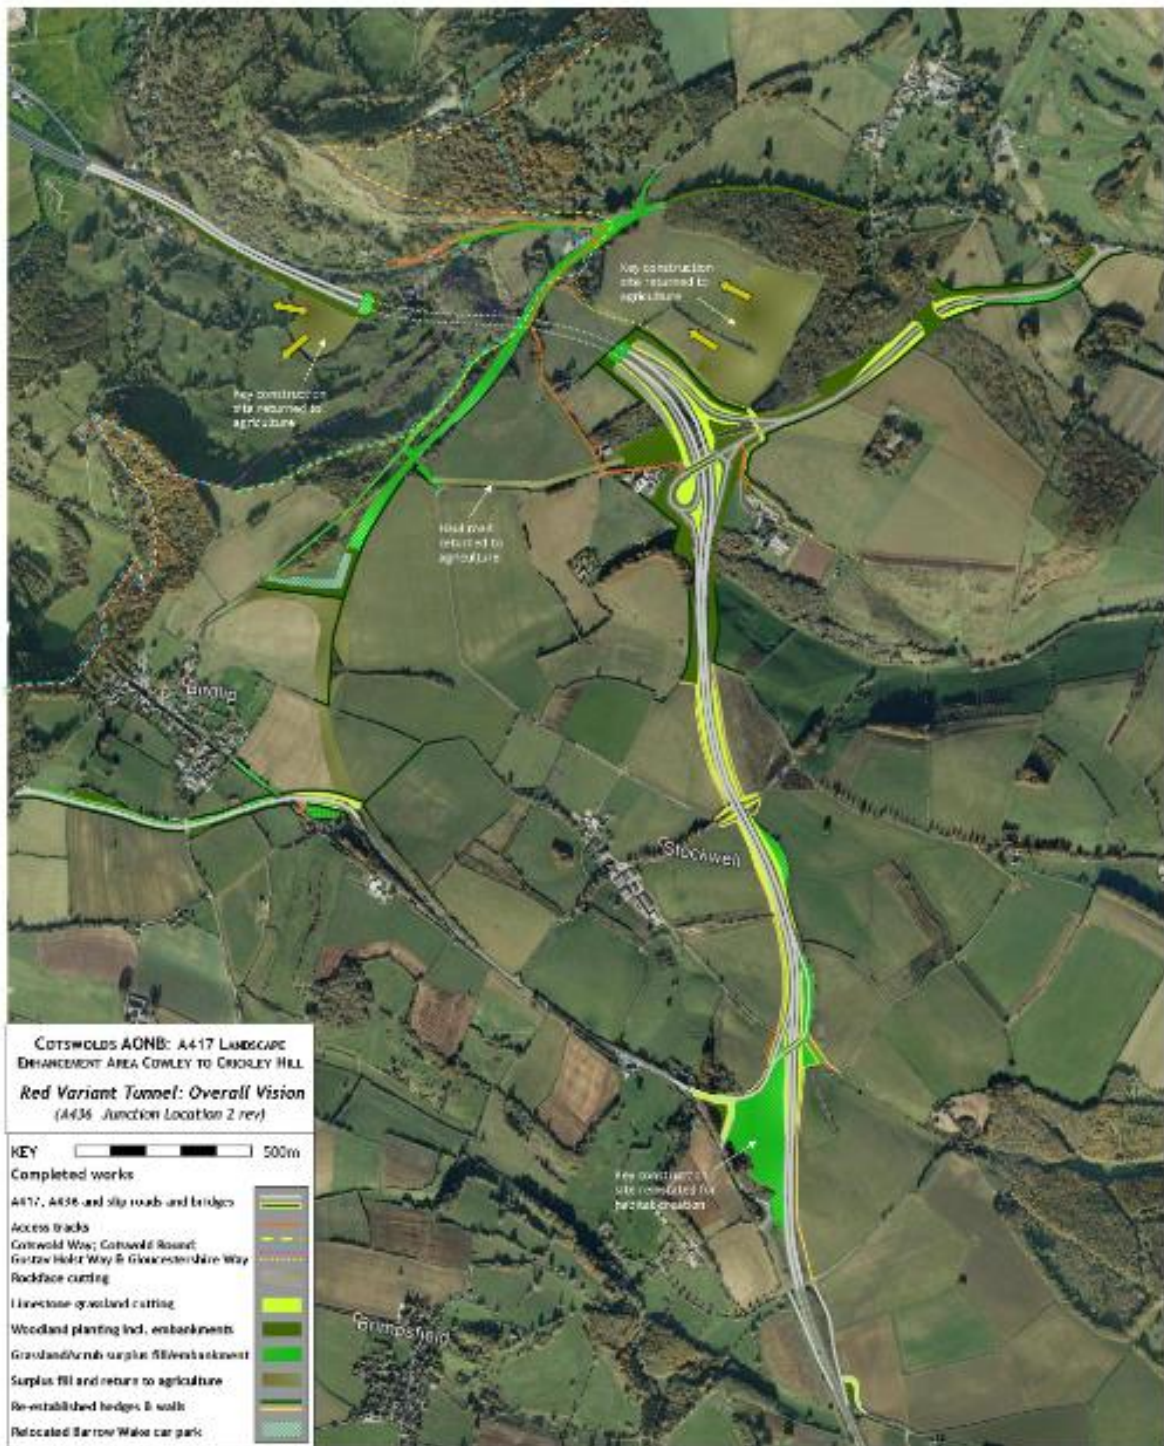 Key construction
site returned to
agriculture
Key construction
site returned to
agriculture
Haul road
returned to
agriculture
Birdlip
Stockwell
Key construction
site reinstated for
habitat creation
Brimpsfield
COTSWOLDS AONB: A417 LANDSCAPE
ENHANCEMENT AREA COWLEY TO CRICKLEY HILL
Red Variant Tunnel: Overall Vision
(A436 Junction Location 2 rev)
KEY 500m
Completed works
A417, A436 and slip roads and bridges
Access tracks
Cotswold Way; Cotswold Round;
Gustav Holst Way & Gloucestershire Way
Rockface cutting
Limestone grassland cutting
Woodland planting incl. embankments
Grassland/scrub surplus fill/embankment
Surplus fill and return to agriculture
Re-established hedges & walls
Relocated Barrow Wake car park